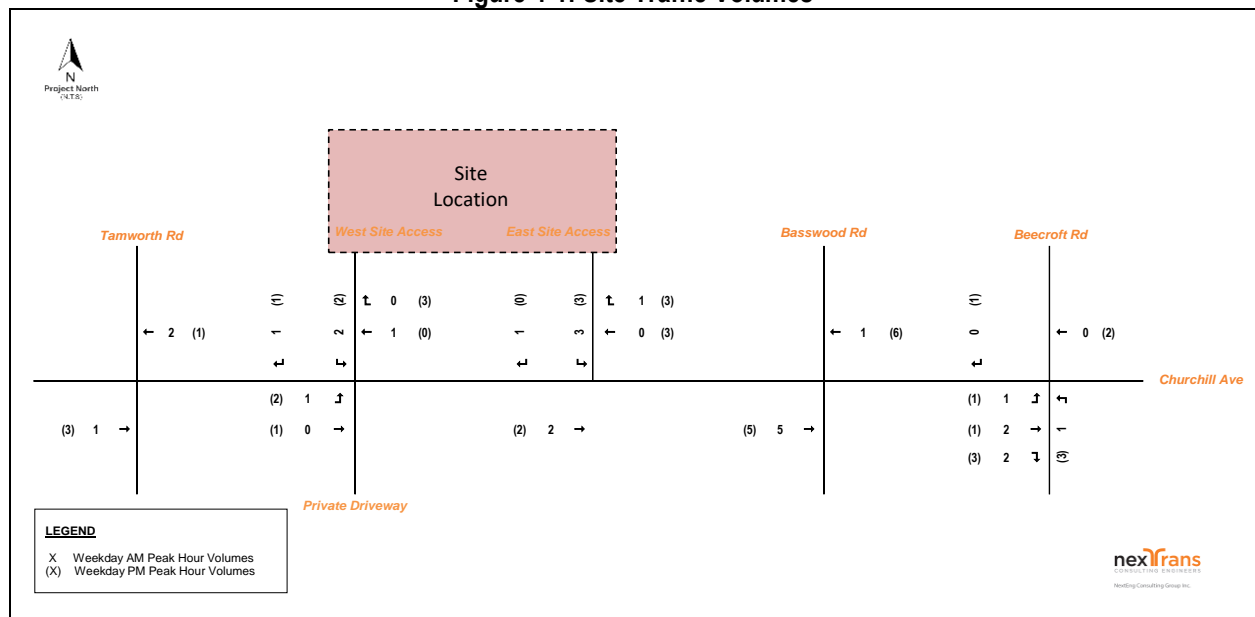 Figure 4-1: Site Traffic Volumes
N
Project North
(N.T.S)
Site
Location
Tamworth Rd
West Site Access
East Site Access
Basswood Rd
Beecroft Rd
← 2 (1)
1 (1)
2 (2)
0 (3)
← 1 (0)
1 (0)
3 (3)
1 (3)
← 0 (3)
← 1 (6)
0 (1)
← 0 (2)
Churchill Ave
(3) 1 →
(2) 1
(1) 0 →
(2) 2 →
(5) 5 →
(1) 1
(1) 2 →
(3) 2
1 (3)
Private Driveway
LEGEND
X Weekday AM Peak Hour Volumes
(X) Weekday PM Peak Hour Volumes
nexTrans
CONSULTING ENGINEERS
NextEng Consulting Group Inc.